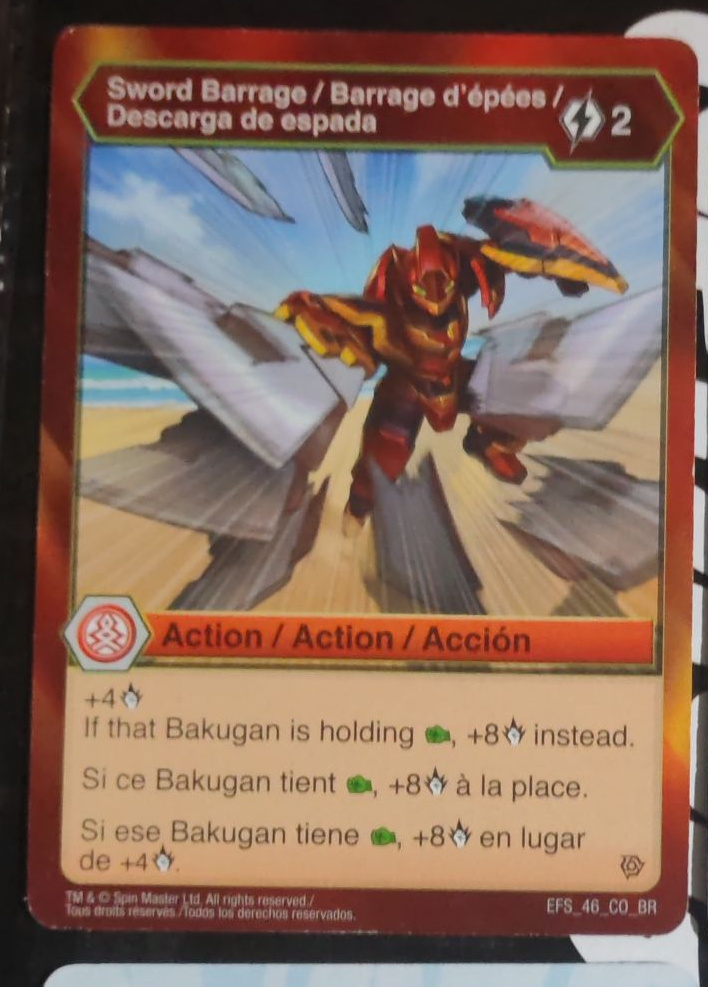 Sword Barrage / Barrage d'épées /
Descarga de espada
2
Action / Action / Acción
+4
If that Bakugan is holding , +8 instead.
Si ce Bakugan tient , +8 à la place.
Si ese Bakugan tiene , +8 en lugar
de +4.
TM & © Spin Master Ltd. All rights reserved./
Tous droits réservés./Todos los derechos reservados.
EFS_46_CO_BR